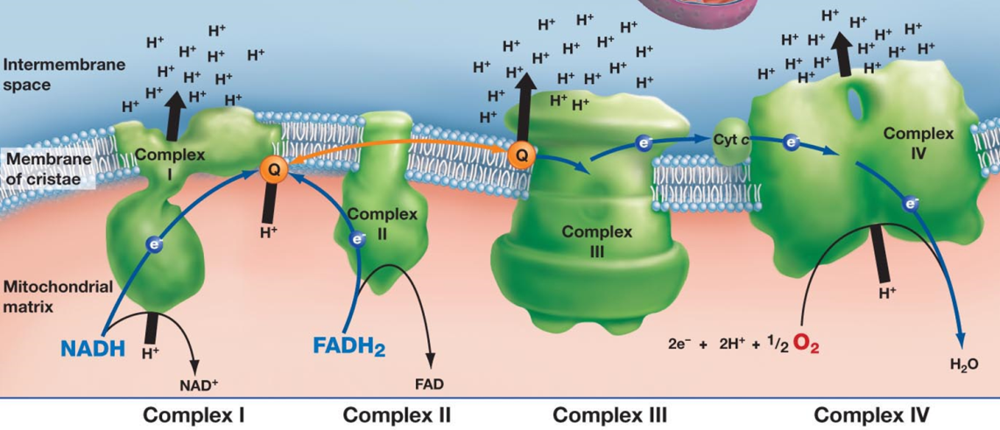 H⁺ H⁺ H⁺ H⁺ H⁺ H⁺ H⁺ H⁺ H⁺ H⁺ H⁺ H⁺
H⁺ H⁺ H⁺ H⁺ H⁺ H⁺ H⁺ H⁺ H⁺ H⁺ H⁺ H⁺ H⁺ H⁺ H⁺ H⁺
H⁺ H⁺ H⁺ H⁺ H⁺ H⁺ H⁺ H⁺ H⁺ H⁺ H⁺ H⁺ H⁺
Intermembrane
space
Membrane
of cristae
Complex
I
Q
H⁺
e⁻
Complex
II
e⁻
Q
Complex
III
e⁻
Cyt c
e⁻
Complex
IV
e⁻
H⁺
Mitochondrial
matrix
NADH
H⁺
NAD⁺
FADH₂
FAD
2e⁻ + 2H⁺ + 1/2 O₂
H₂O
Complex I
Complex II
Complex III
Complex IV